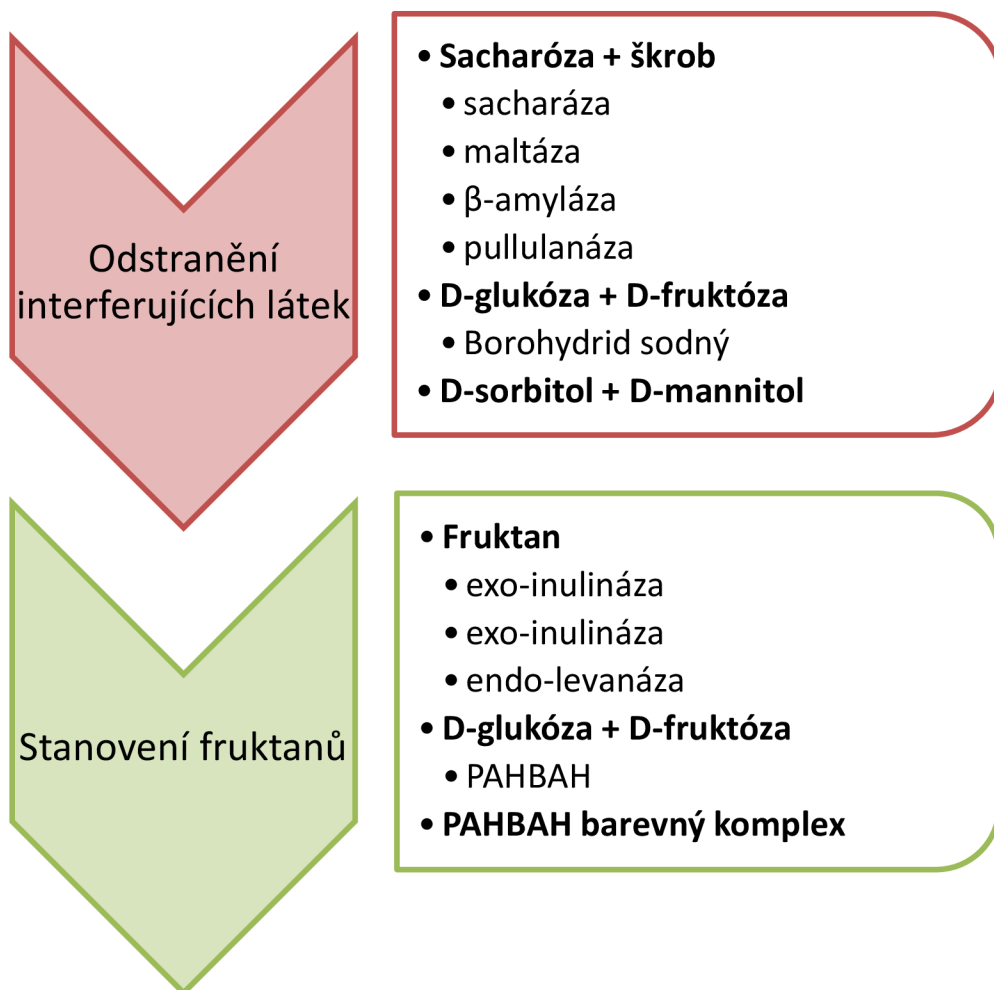 Odstranění
interferujících látek
• Sacharóza + škrob
• sacharáza
• maltáza
• β-amyláza
• pullulanáza
• D-glukóza + D-fruktóza
• Borohydrid sodný
• D-sorbitol + D-mannitol
Stanovení fruktanů
• Fruktan
• exo-inulináza
• exo-inulináza
• endo-levanáza
• D-glukóza + D-fruktóza
• PAHBAH
• PAHBAH barevný komplex